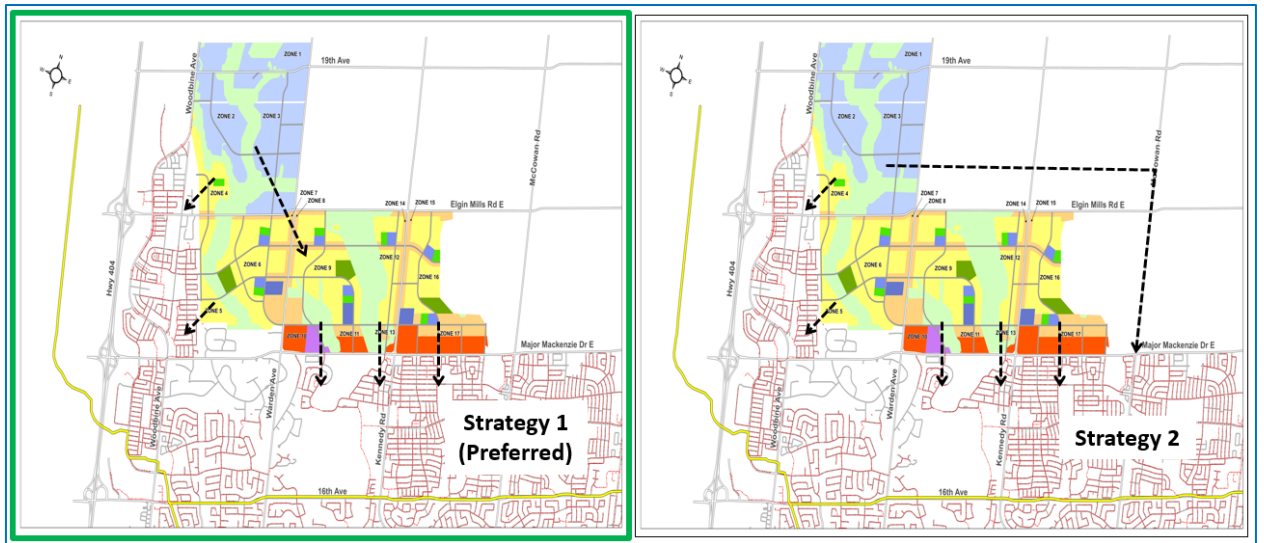 N
W
E
S
Woodbine Ave
ZONE 1
19th Ave
ZONE 2
ZONE 3
McCowan Rd
ZONE 4
ZONE 7
ZONE 8
ZONE 14
ZONE 15
Elgin Mills Rd E
Hwy 404
ZONE 6
ZONE 9
ZONE 12
ZONE 16
ZONE 5
ZONE 10
ZONE 11
ZONE 13
ZONE 17
Major Mackenzie Dr E
Woodbine Ave
Warden Ave
Kennedy Rd
Strategy 1
(Preferred)
16th Ave
N
W
E
S
Woodbine Ave
ZONE 1
19th Ave
ZONE 2
ZONE 3
McCowan Rd
ZONE 4
ZONE 7
ZONE 8
ZONE 14
ZONE 15
Elgin Mills Rd E
Hwy 404
ZONE 6
ZONE 9
ZONE 12
ZONE 16
ZONE 5
ZONE 10
ZONE 11
ZONE 13
ZONE 17
Major Mackenzie Dr E
Woodbine Ave
Warden Ave
Kennedy Rd
Strategy 2
16th Ave